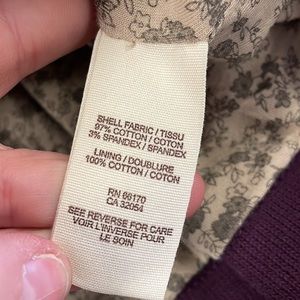 SHELL FABRIC / TISSU
97% COTTON / COTON
3% SPANDEX / SPANDEX
LINING / DOUBLURE
100% COTTON / COTON
RN 66170
CA 32054
SEE REVERSE FOR CARE
VOIR L'INVERSE POUR
LE SOIN